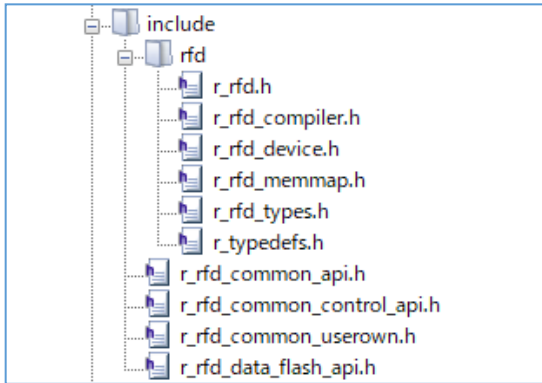 include
rfd
r_rfd.h
r_rfd_compiler.h
r_rfd_device.h
r_rfd_memmap.h
r_rfd_types.h
r_typedefs.h
r_rfd_common_api.h
r_rfd_common_control_api.h
r_rfd_common_userown.h
r_rfd_data_flash_api.h